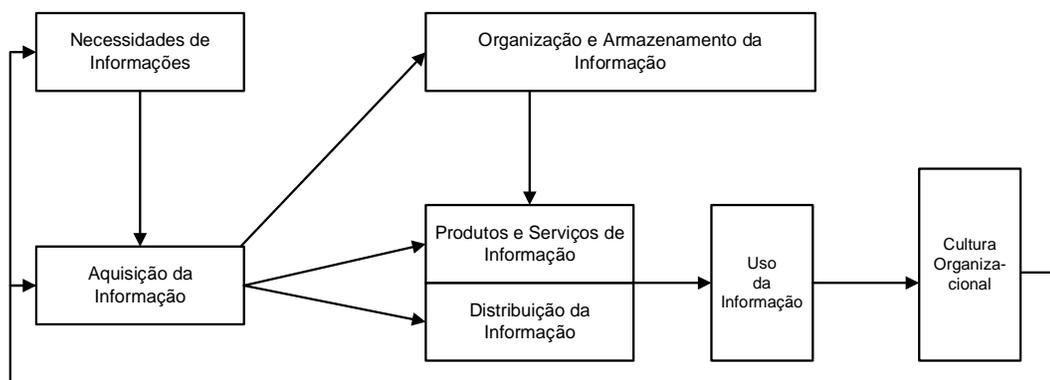 Necessidades de
Informações
Organização e Armazenamento da
Informação
Aquisição da
Informação
Produtos e Serviços de
Informação
Distribuição da
Informação
Uso
da
Informação
Cultura
Organiza-
cional